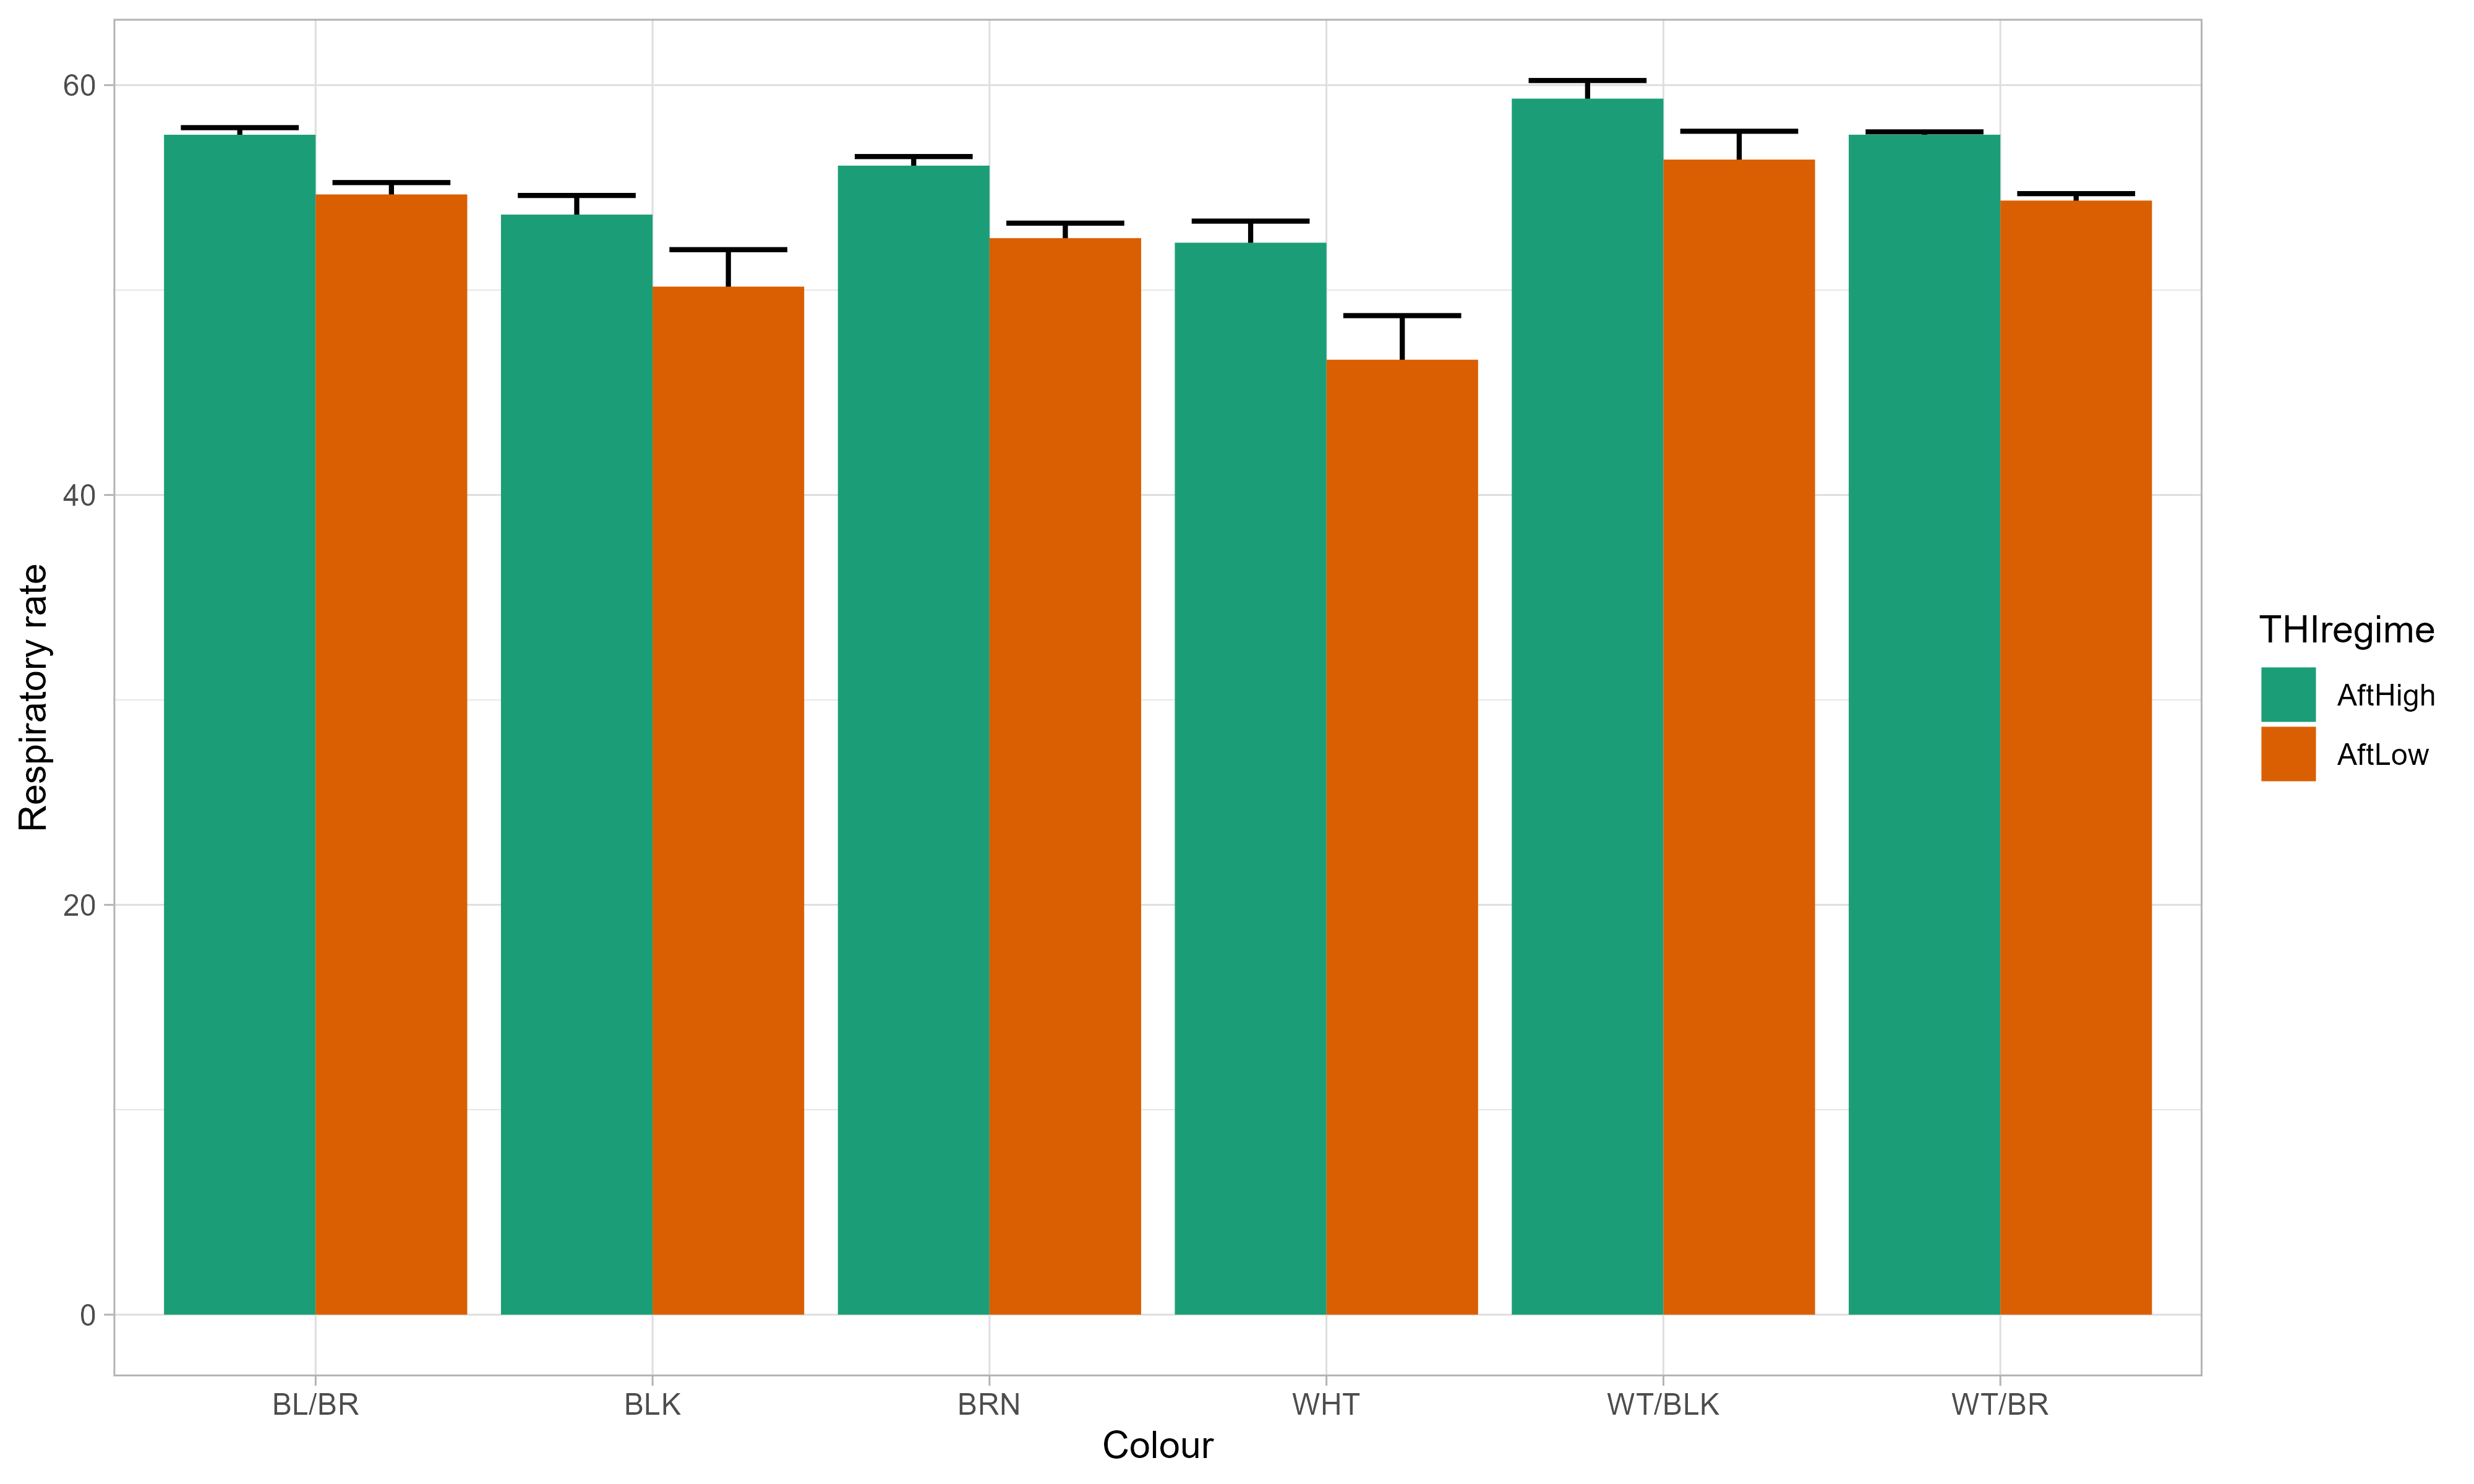 60
40
20
0
Respiratory rate
BL/BR BLK BRN WHT WT/BLK WT/BR
Colour
THIregime
AftHigh
AftLow